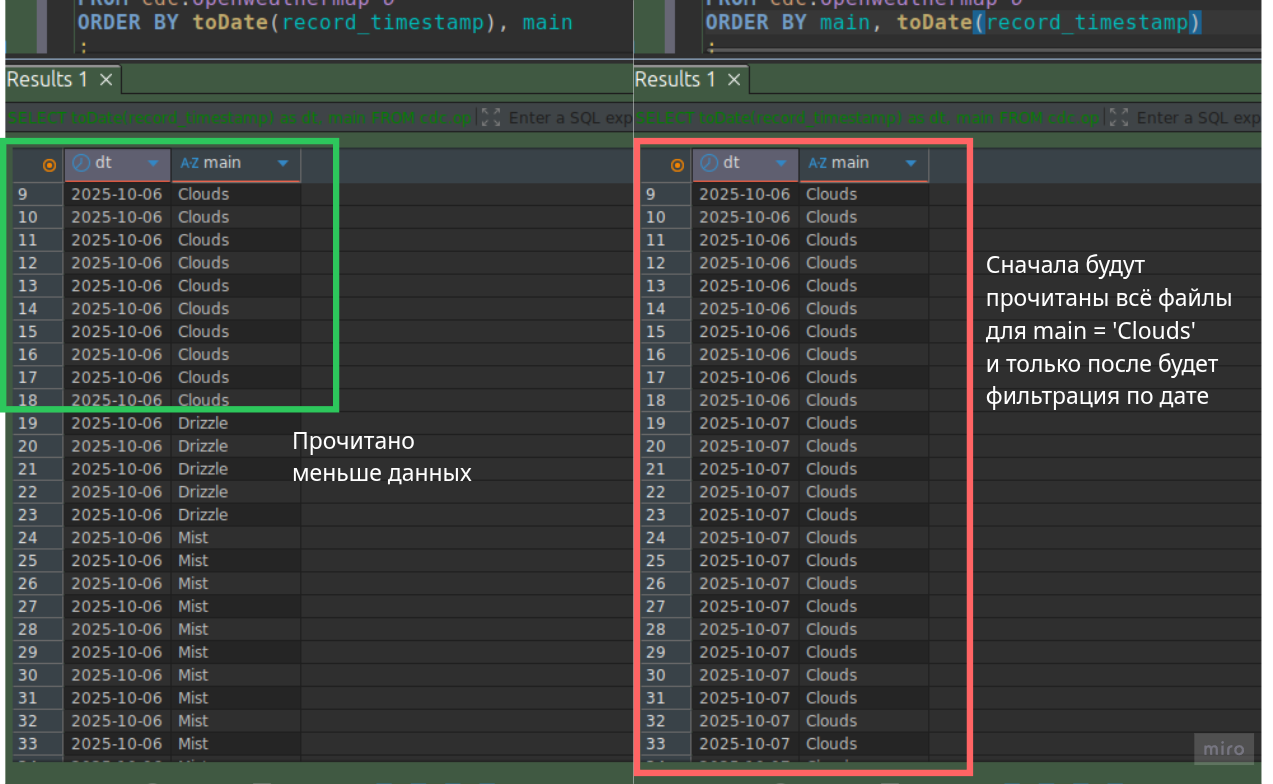 FROM cdc.openweathermap o
ORDER BY toDate(record_timestamp), main
;
Results 1
SELECT toDate(record_timestamp) as dt, main FROM cdc.op
Enter a SQL exp
dt main
9 2025-10-06 Clouds
10 2025-10-06 Clouds
11 2025-10-06 Clouds
12 2025-10-06 Clouds
13 2025-10-06 Clouds
14 2025-10-06 Clouds
15 2025-10-06 Clouds
16 2025-10-06 Clouds
17 2025-10-06 Clouds
18 2025-10-06 Clouds
19 2025-10-06 Drizzle
20 2025-10-06 Drizzle
21 2025-10-06 Drizzle
22 2025-10-06 Drizzle
23 2025-10-06 Drizzle
24 2025-10-06 Mist
25 2025-10-06 Mist
26 2025-10-06 Mist
27 2025-10-06 Mist
28 2025-10-06 Mist
29 2025-10-06 Mist
30 2025-10-06 Mist
31 2025-10-06 Mist
32 2025-10-06 Mist
33 2025-10-06 Mist
Прочитано
меньше данных
FROM cdc.openweathermap o
ORDER BY main, toDate(record_timestamp)
;
Results 1
SELECT toDate(record_timestamp) as dt, main FROM cdc.op
Enter a SQL exp
dt main
9 2025-10-06 Clouds
10 2025-10-06 Clouds
11 2025-10-06 Clouds
12 2025-10-06 Clouds
13 2025-10-06 Clouds
14 2025-10-06 Clouds
15 2025-10-06 Clouds
16 2025-10-06 Clouds
17 2025-10-06 Clouds
18 2025-10-06 Clouds
19 2025-10-07 Clouds
20 2025-10-07 Clouds
21 2025-10-07 Clouds
22 2025-10-07 Clouds
23 2025-10-07 Clouds
24 2025-10-07 Clouds
25 2025-10-07 Clouds
26 2025-10-07 Clouds
27 2025-10-07 Clouds
28 2025-10-07 Clouds
29 2025-10-07 Clouds
30 2025-10-07 Clouds
31 2025-10-07 Clouds
32 2025-10-07 Clouds
33 2025-10-07 Clouds
Сначала будут
прочитаны всё файлы
для main = 'Clouds'
и только после будет
фильтрация по дате
miro